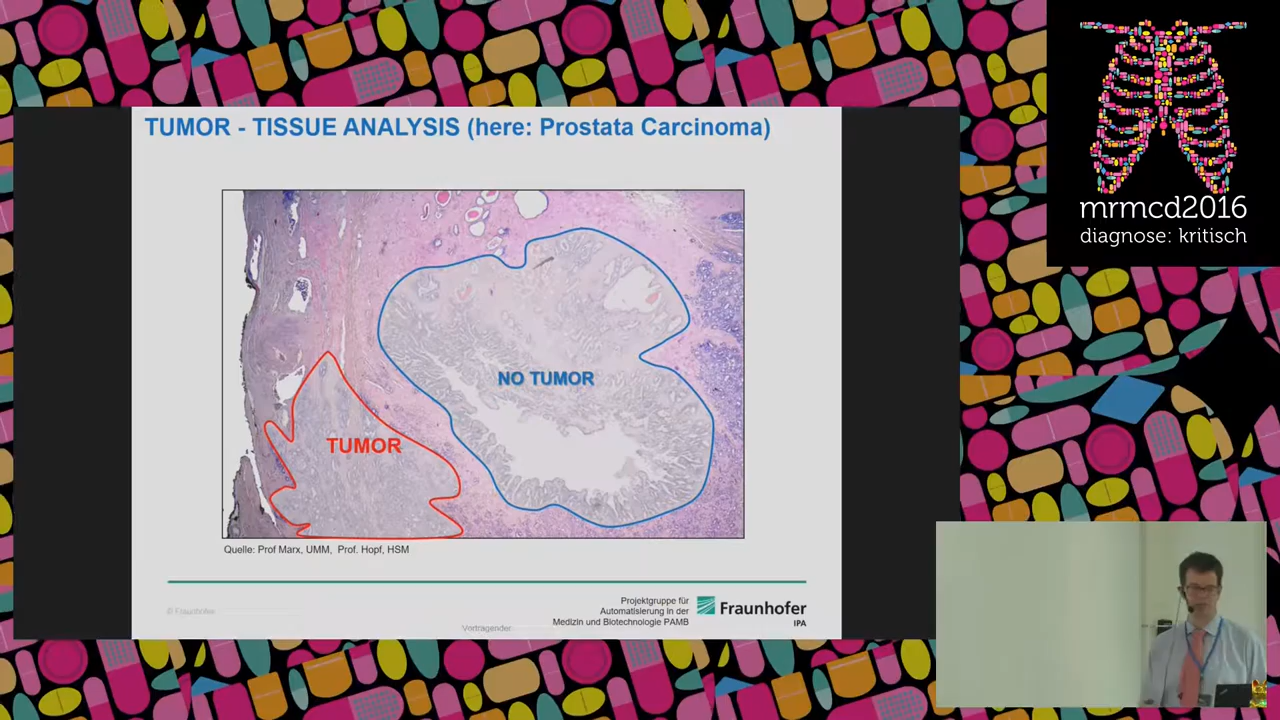 TUMOR - TISSUE ANALYSIS (here: Prostata Carcinoma)
NO TUMOR
TUMOR
Quelle: Prof Marx, UMM, Prof. Hopf, HSM
© Fraunhofer
Vortragender
Projektgruppe für
Automatisierung in der
Medizin und Biotechnologie PAMB
Fraunhofer
IPA
mrmcd2016
diagnose: kritisch